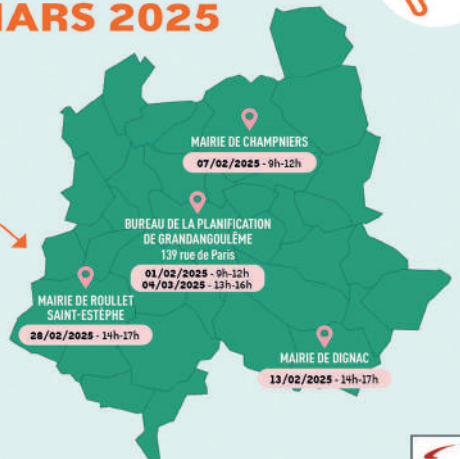 MARS 2025
MAIRIE DE CHAMPNIERS
07/02/2025 - 9h-12h
BUREAU DE LA PLANIFICATION
DE GRANDANGOULÊME
139 rue de Paris
01/02/2025 - 9h-12h
04/03/2025 - 13h-16h
MAIRIE DE ROULLET
SAINT-ESTÈPHE
28/02/2025 - 14h-17h
MAIRIE DE DIGNAC
13/02/2025 - 14h-17h